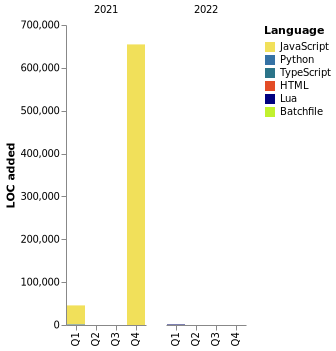 2021 2022
Language
JavaScript
Python
TypeScript
HTML
Lua
Batchfile
LOC added
700,000
600,000
500,000
400,000
300,000
200,000
100,000
0
Q1 Q2 Q3 Q4 Q1 Q2 Q3 Q4